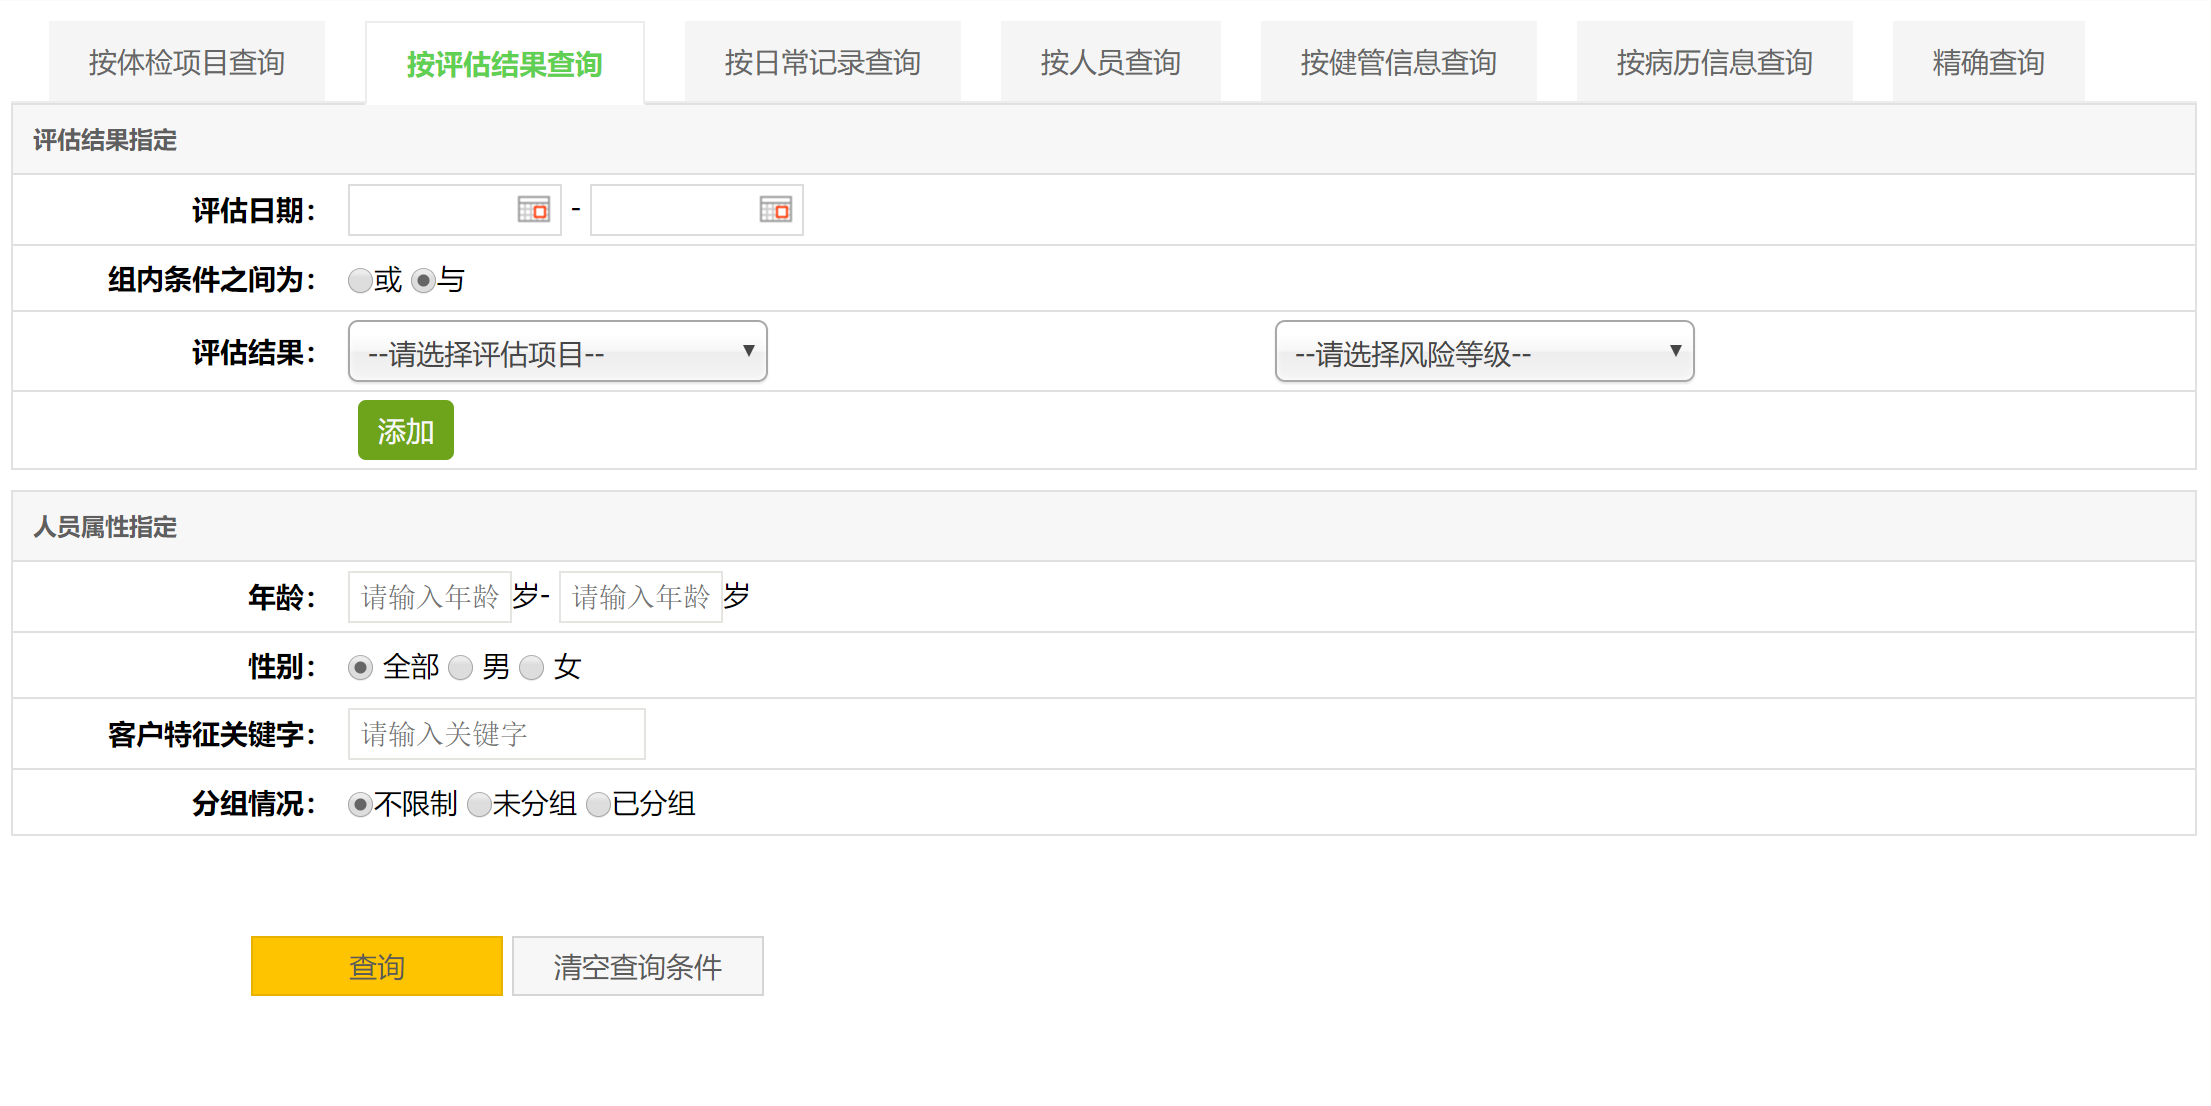 按体检项目查询 按评估结果查询 按日常记录查询 按人员查询 按健管信息查询 按病历信息查询 精确查询
评估结果指定
评估日期： -
组内条件之间为： 或 与
评估结果： --请选择评估项目-- --请选择风险等级--
添加
人员属性指定
年龄： 请输入年龄 岁- 请输入年龄 岁
性别： 全部 男 女
客户特征关键字： 请输入关键字
分组情况： 不限制 未分组 已分组
查询 清空查询条件